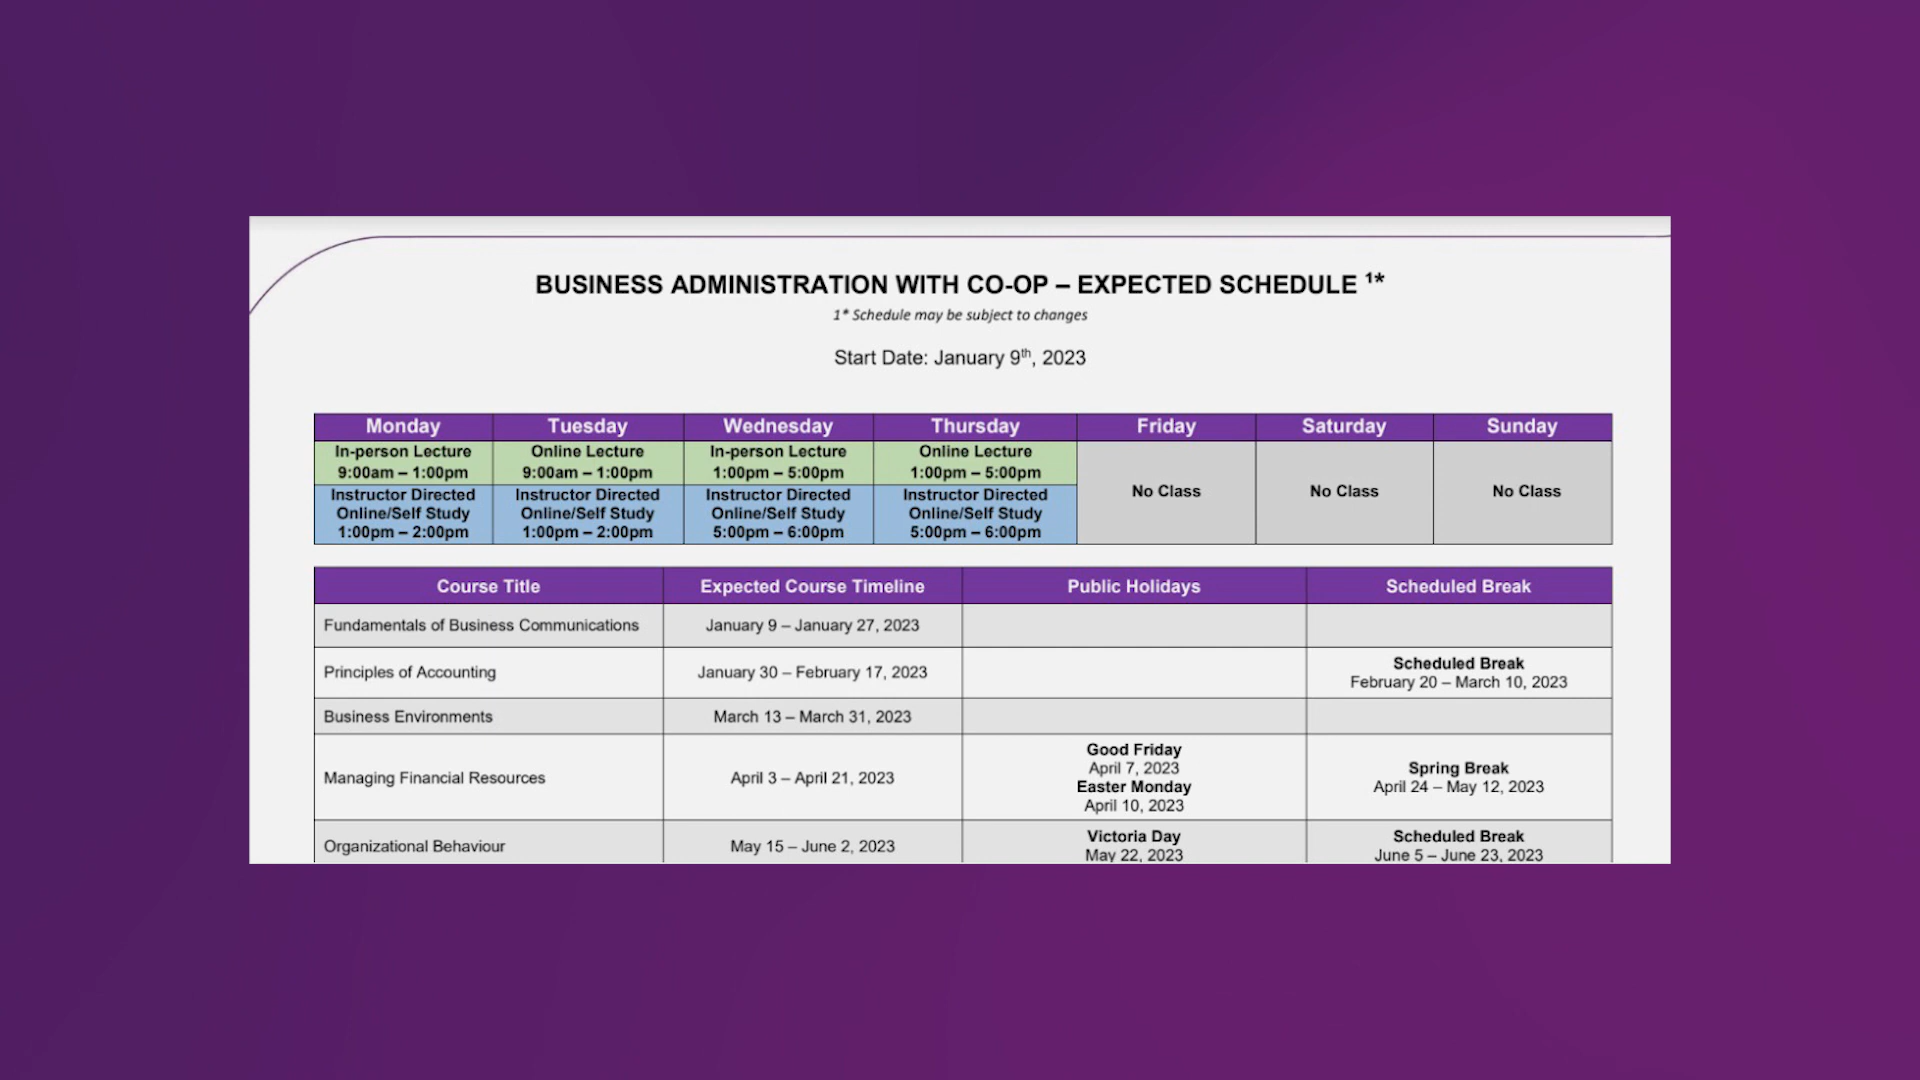 BUSINESS ADMINISTRATION WITH CO-OP – EXPECTED SCHEDULE ¹*
1* Schedule may be subject to changes
Start Date: January 9th, 2023
Monday Tuesday Wednesday Thursday Friday Saturday Sunday
In-person Lecture Online Lecture In-person Lecture Online Lecture
9:00am – 1:00pm 9:00am – 1:00pm 1:00pm – 5:00pm 1:00pm – 5:00pm
No Class No Class No Class
Instructor Directed Instructor Directed Instructor Directed Instructor Directed
Online/Self Study Online/Self Study Online/Self Study Online/Self Study
1:00pm – 2:00pm 1:00pm – 2:00pm 5:00pm – 6:00pm 5:00pm – 6:00pm
Course Title Expected Course Timeline Public Holidays Scheduled Break
Fundamentals of Business Communications January 9 – January 27, 2023
Principles of Accounting January 30 – February 17, 2023 Scheduled Break
February 20 – March 10, 2023
Business Environments March 13 – March 31, 2023
Managing Financial Resources April 3 – April 21, 2023 Good Friday
April 7, 2023
Easter Monday
April 10, 2023
Spring Break
April 24 – May 12, 2023
Organizational Behaviour May 15 – June 2, 2023 Victoria Day
May 22, 2023
Scheduled Break
June 5 – June 23, 2023